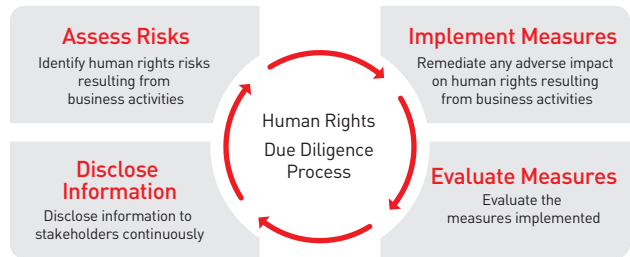 Assess Risks
Identify human rights risks
resulting from
business activities
Implement Measures
Remediate any adverse impact
on human rights resulting
from business activities
Human Rights
Due Diligence
Process
Disclose
Information
Disclose information to
stakeholders continuously
Evaluate Measures
Evaluate the
measures implemented